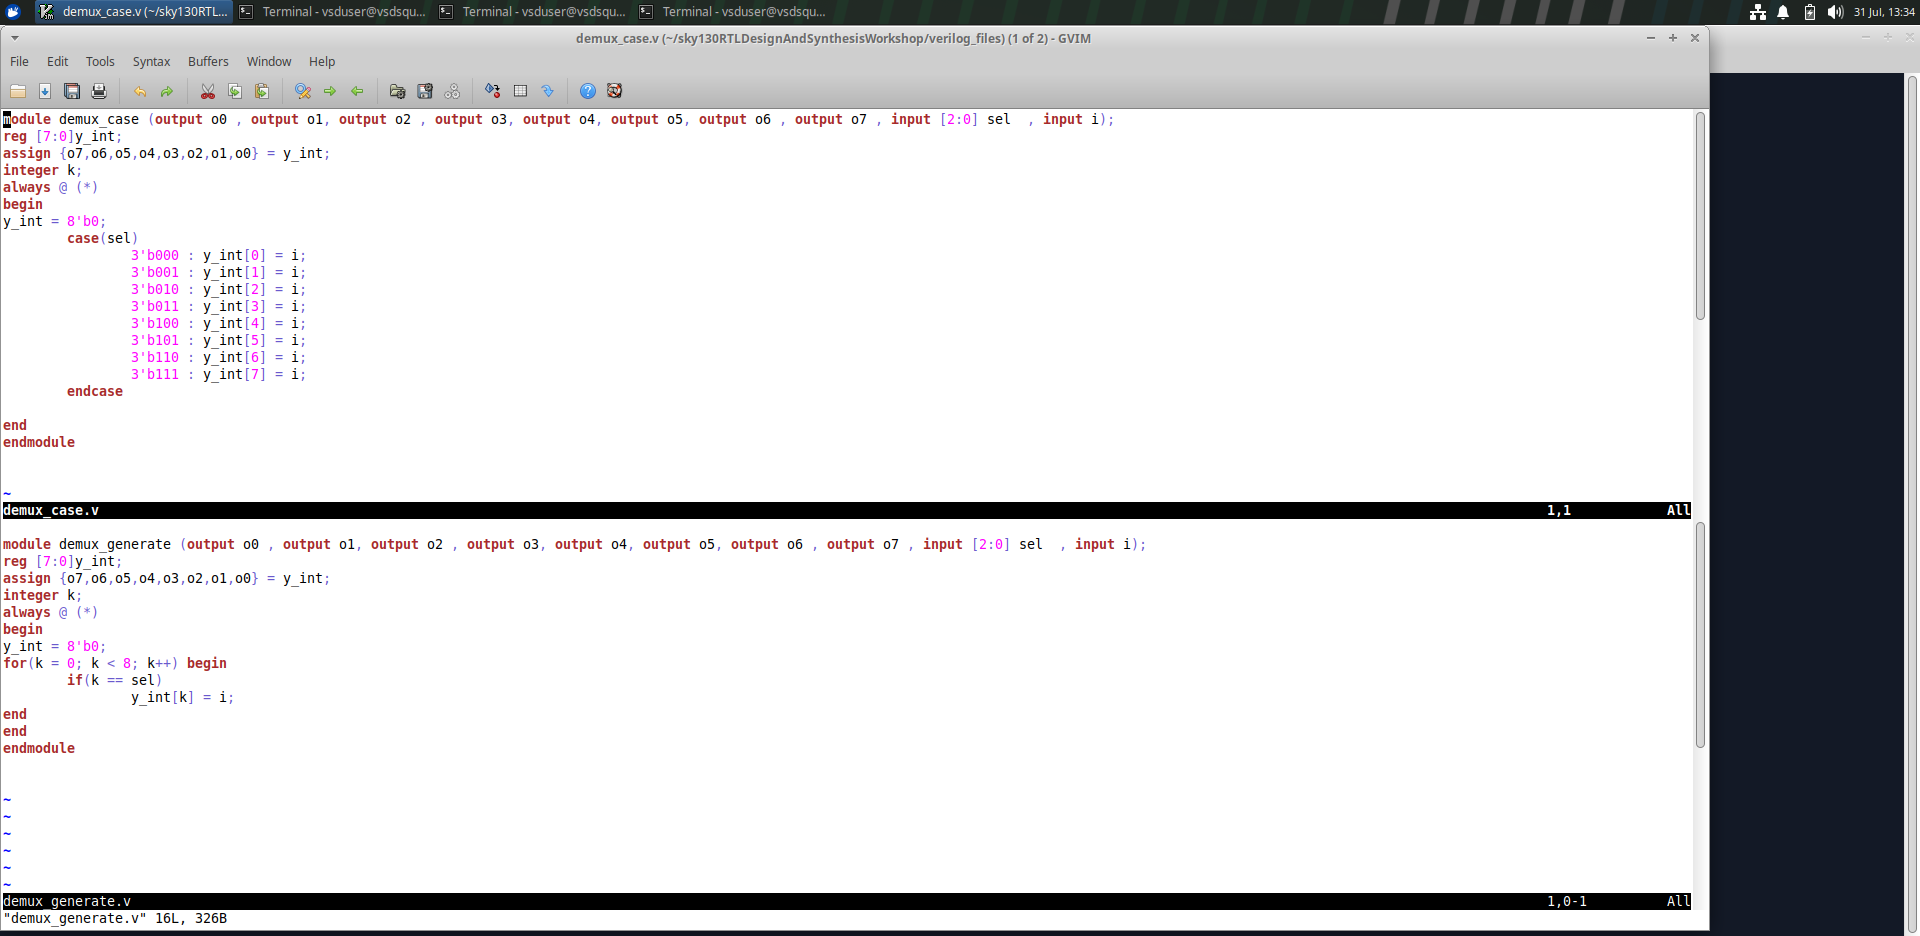 demux_case.v (~/sky130RTL... Terminal - vsduser@vsdsqu... Terminal - vsduser@vsdsqu... Terminal - vsduser@vsdsqu... 31 Jul, 13:34
demux_case.v (~/sky130RTLDesignAndSynthesisWorkshop/verilog_files) (1 of 2) - GVIM
File Edit Tools Syntax Buffers Window Help
module demux_case (output o0 , output o1, output o2 , output o3, output o4, output o5, output o6 , output o7 , input [2:0] sel  , input i);
reg [7:0]y_int;
assign {o7,o6,o5,o4,o3,o2,o1,o0} = y_int;
integer k;
always @ (*)
begin
y_int = 8'b0;
        case(sel)
                3'b000 : y_int[0] = i;
                3'b001 : y_int[1] = i;
                3'b010 : y_int[2] = i;
                3'b011 : y_int[3] = i;
                3'b100 : y_int[4] = i;
                3'b101 : y_int[5] = i;
                3'b110 : y_int[6] = i;
                3'b111 : y_int[7] = i;
        endcase
end
endmodule
~
demux_case.v 1,1 All
module demux_generate (output o0 , output o1, output o2 , output o3, output o4, output o5, output o6 , output o7 , input [2:0] sel  , input i);
reg [7:0]y_int;
assign {o7,o6,o5,o4,o3,o2,o1,o0} = y_int;
integer k;
always @ (*)
begin
y_int = 8'b0;
for(k = 0; k < 8; k++) begin
        if(k == sel)
                y_int[k] = i;
end
end
endmodule
~
~
~
~
~
~
demux_generate.v 1,0-1 All
"demux_generate.v" 16L, 326B